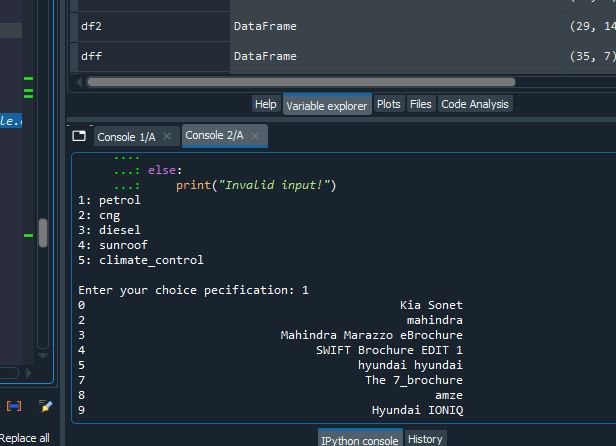 df2 DataFrame (29, 14
dff DataFrame (35, 7)
Help Variable explorer Plots Files Code Analysis
le.
Console 1/A Console 2/A
....:
...: else:
...: print("Invalid input!")
1: petrol
2: cng
3: diesel
4: sunroof
5: climate_control
Enter your choice pecification: 1
0 Kia Sonet
2 mahindra
3 Mahindra Marazzo eBrochure
4 SWIFT Brochure EDIT 1
5 hyundai hyundai
7 The 7_brochure
8 amze
9 Hyundai IONIQ
Replace all
IPython console History